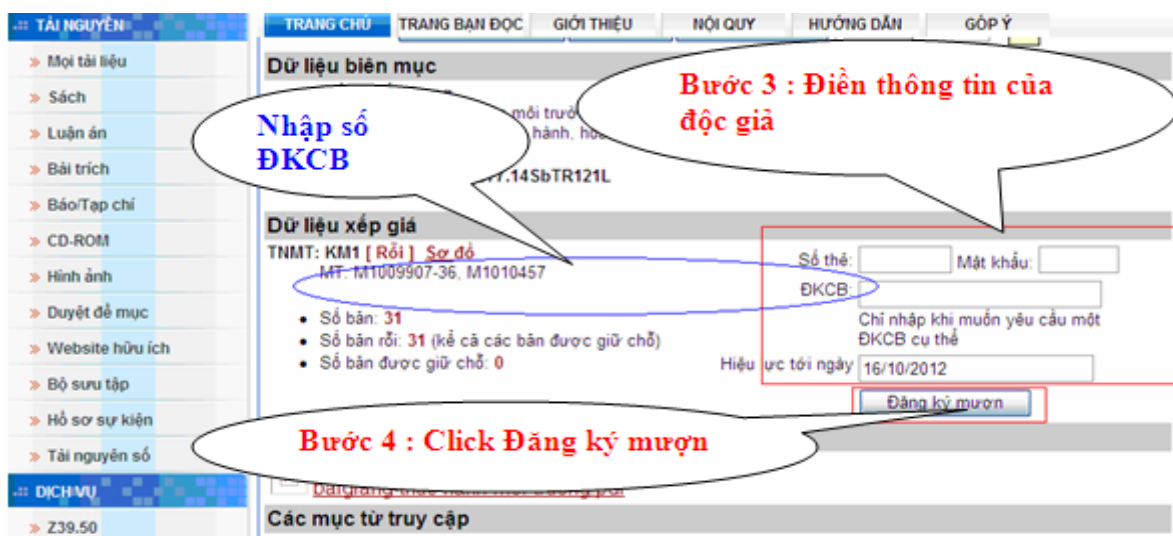 TÀI NGUYÊN
Mọi tài liệu
Sách
Luận án
Bài trích
Báo/Tạp chí
CD-ROM
Hình ảnh
Duyệt đề mục
Website hữu ích
Bộ sưu tập
Hồ sơ sự kiện
Tài nguyên số
DỊCH VỤ
Z39.50
TRANG CHỦ TRANG BẠN ĐỌC GIỚI THIỆU NỘI QUY HƯỚNG DẪN GÓP Ý
Dữ liệu biên mục
môi trườ
hành, ho
7.14SbTR121L
Nhập số
ĐKCB
Bước 3 : Điền thông tin của
độc giả
Dữ liệu xếp giá
TNMT: KM1 [ Rỗi ] Sơ đồ
MT: M1009907-36, M1010457
Số bản: 31
Số bản rỗi: 31 (kể cả các bản được giữ chỗ)
Số bản được giữ chỗ: 0
Số thẻ: Mật khẩu:
ĐKCB:
Chỉ nhập khi muốn yêu cầu một
ĐKCB cụ thể
Hiệu lực tới ngày 16/10/2012
Đăng ký mượn
Bước 4 : Click Đăng ký mượn
Các mục từ truy cập